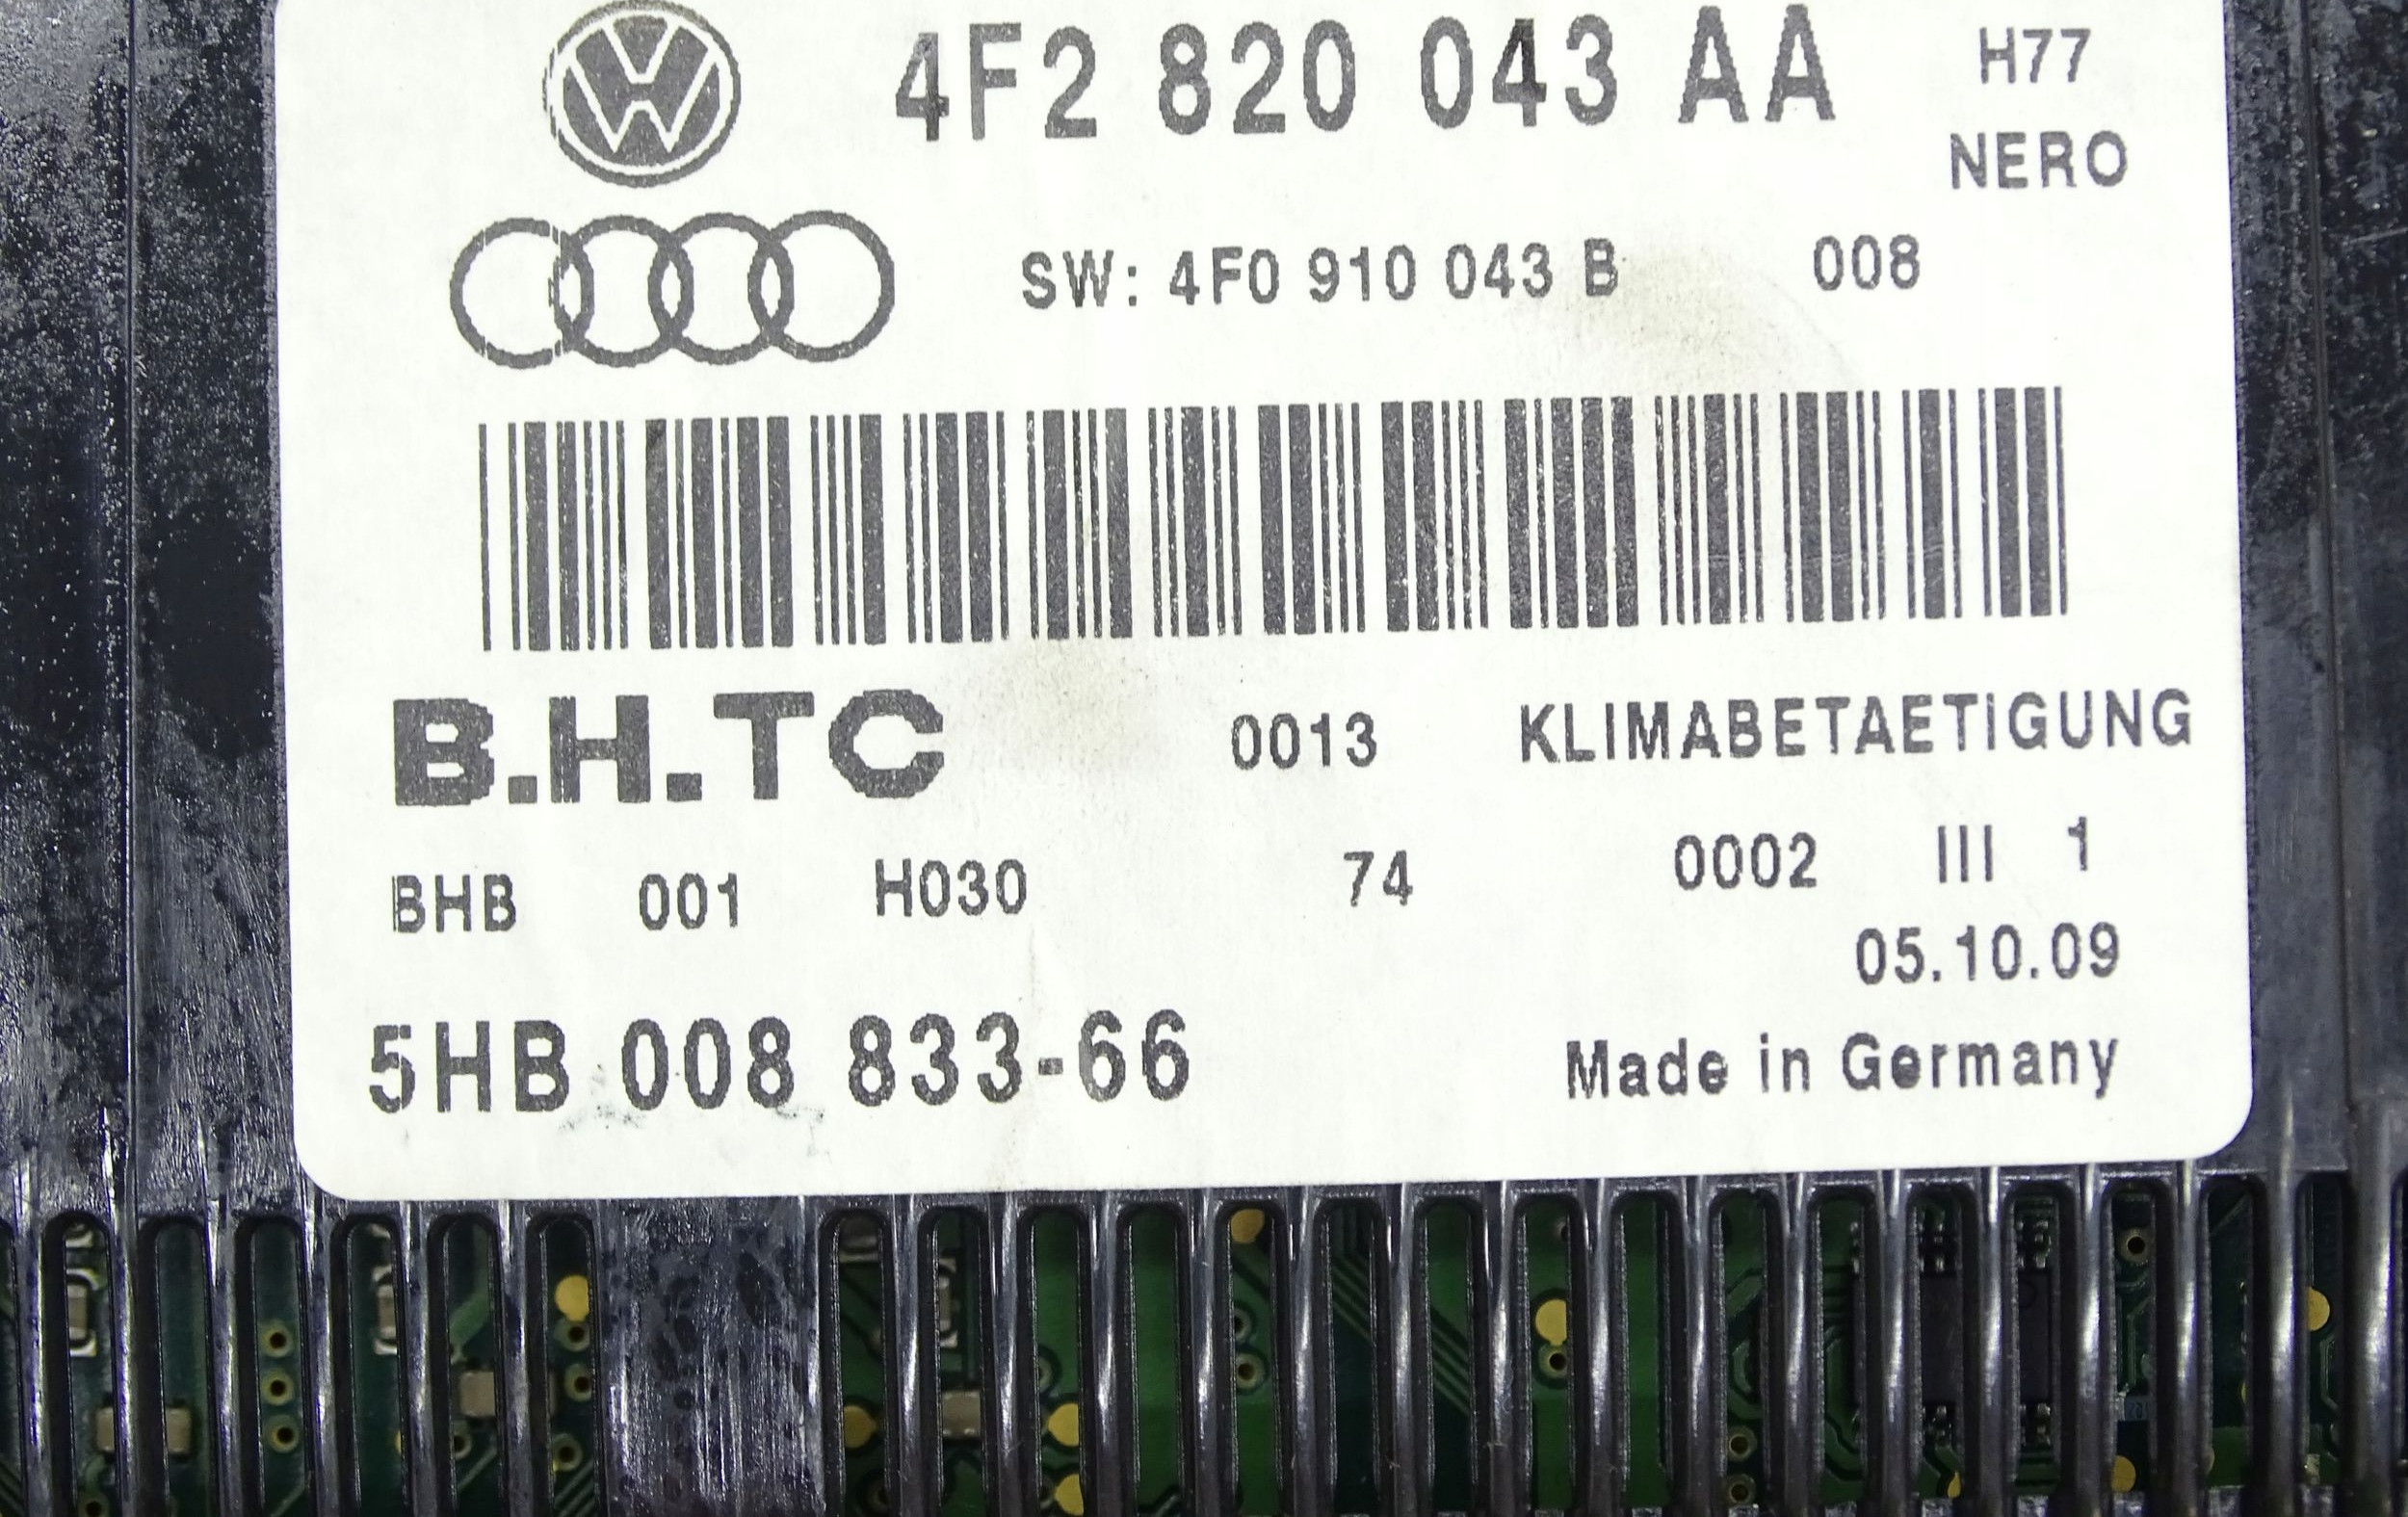 4F2 820 043 AA H77
NERO
SW: 4F0 910 043 B 008
B.H.TC 0013 KLIMABETAETIGUNG
BHB 001 H030 74 0002 III 1
05.10.09
5HB 008 833-66 Made in Germany